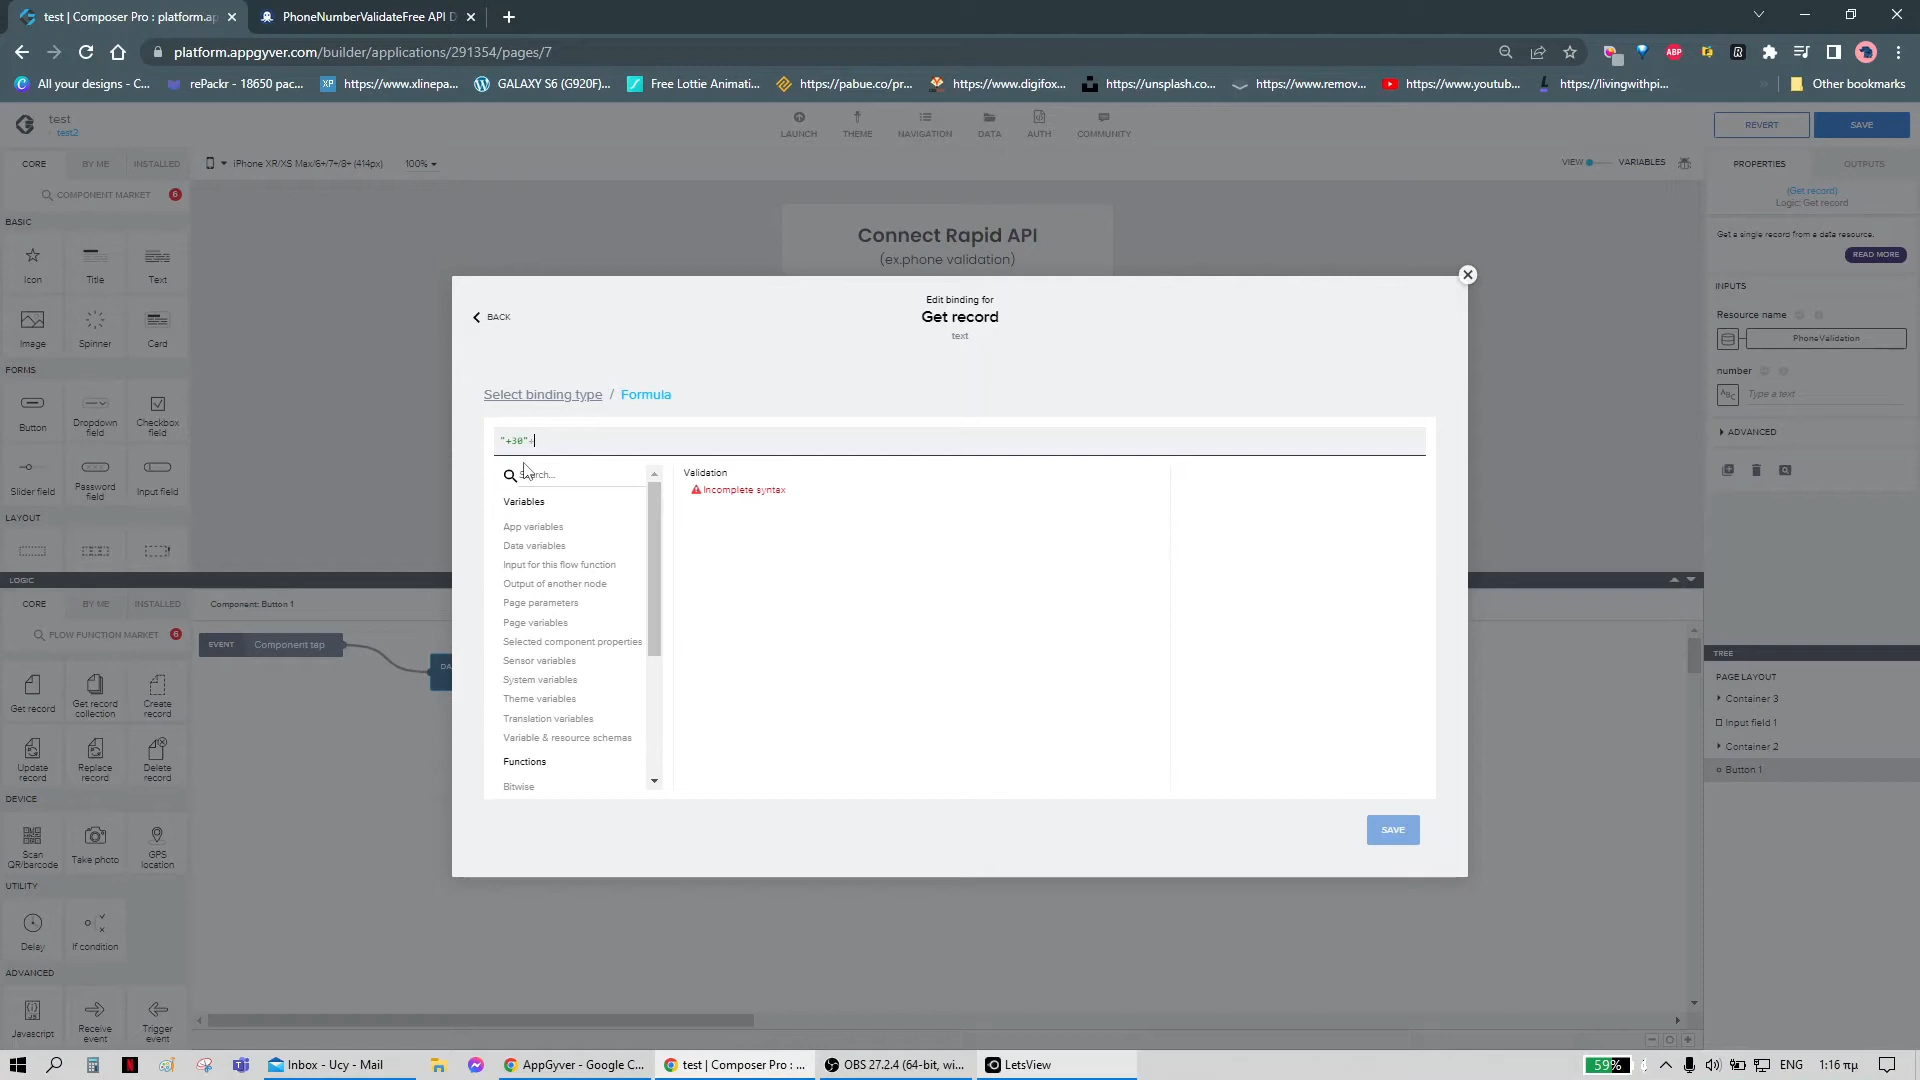 test | Composer Pro : platform.ap
PhoneNumberValidateFree API D
platform.appgyver.com/builder/applications/291354/pages/7
All your designs - C...
rePackr - 18650 pac...
https://www.xlinepa...
GALAXY S6 (G920F)...
Free Lottie Animati...
https://pabue.co/pr...
https://www.digifox...
https://unsplash.co...
https://www.remov...
https://www.youtub...
https://livingwithpi...
Other bookmarks
test
test2
LAUNCH
THEME
NAVIGATION
DATA
AUTH
COMMUNITY
REVERT
SAVE
CORE
BY ME
INSTALLED
iPhone XR/XS Max/6+/7+/8+ (414px)
100%
VIEW
VARIABLES
PROPERTIES
OUTPUTS
COMPONENT MARKET
6
BASIC
Icon
Title
Text
Image
Spinner
Card
FORMS
Button
Dropdown field
Checkbox field
Slider field
Password field
Input field
LAYOUT
Connect Rapid API
(ex.phone validation)
BACK
Edit binding for
Get record
text
Select binding type / Formula
"+30"+
Search...
Variables
App variables
Data variables
Input for this flow function
Output of another node
Page parameters
Page variables
Selected component properties
Sensor variables
System variables
Theme variables
Translation variables
Variable & resource schemas
Functions
Bitwise
Validation
Incomplete syntax
SAVE
(Get record)
Logic: Get record
Get a single record from a data resource.
READ MORE
INPUTS
Resource name
PhoneValidation
number
ABC
Type a text
ADVANCED
LOGIC
CORE
BY ME
INSTALLED
Component: Button 1
FLOW FUNCTION MARKET
6
EVENT
Component tap
DA
Get record
Get record collection
Create record
Update record
Replace record
Delete record
DEVICE
Scan QR/barcode
Take photo
GPS location
UTILITY
Delay
If condition
ADVANCED
Javascript
Receive event
Trigger event
TREE
PAGE LAYOUT
Container 3
Input field 1
Container 2
Button 1
Inbox - Ucy - Mail
AppGyver - Google C...
test | Composer Pro : ...
OBS 27.2.4 (64-bit, wi...
LetsView
59%
ENG
1:16 πμ